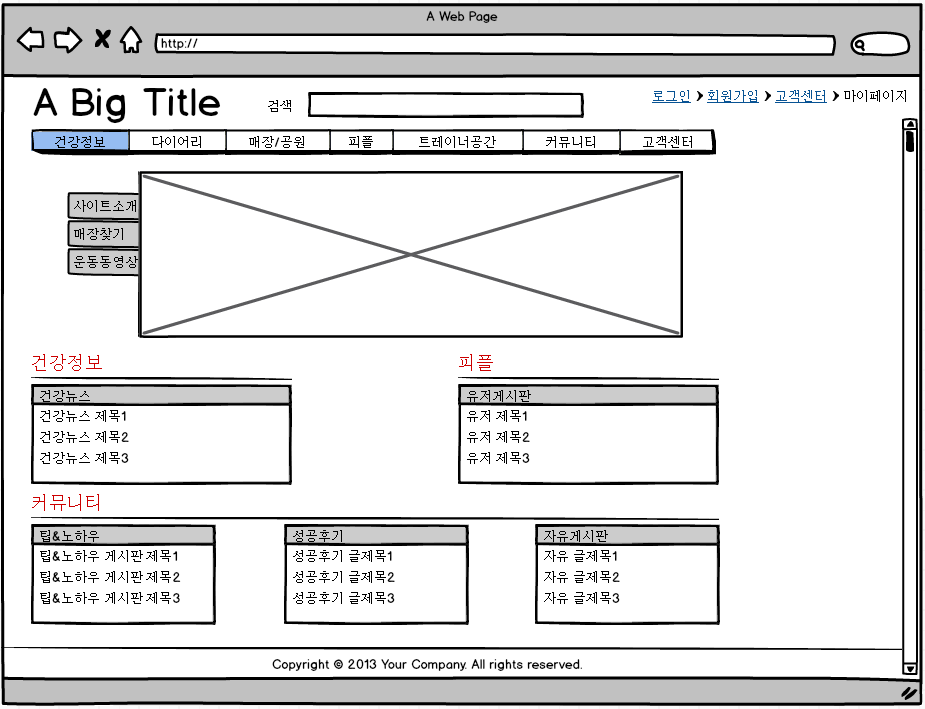 A Web Page
http://
A Big Title
검색
로그인 > 회원가입 > 고객센터 > 마이페이지
건강정보 다이어리 매장/공원 피플 트레이너공간 커뮤니티 고객센터
사이트소개
매장찾기
운동동영상
건강정보
건강뉴스
건강뉴스 제목1
건강뉴스 제목2
건강뉴스 제목3
피플
유저게시판
유저 제목1
유저 제목2
유저 제목3
커뮤니티
팁&노하우
팁&노하우 게시판 제목1
팁&노하우 게시판 제목2
팁&노하우 게시판 제목3
성공후기
성공후기 글제목1
성공후기 글제목2
성공후기 글제목3
자유게시판
자유 글제목1
자유 글제목2
자유 글제목3
Copyright © 2013 Your Company. All rights reserved.